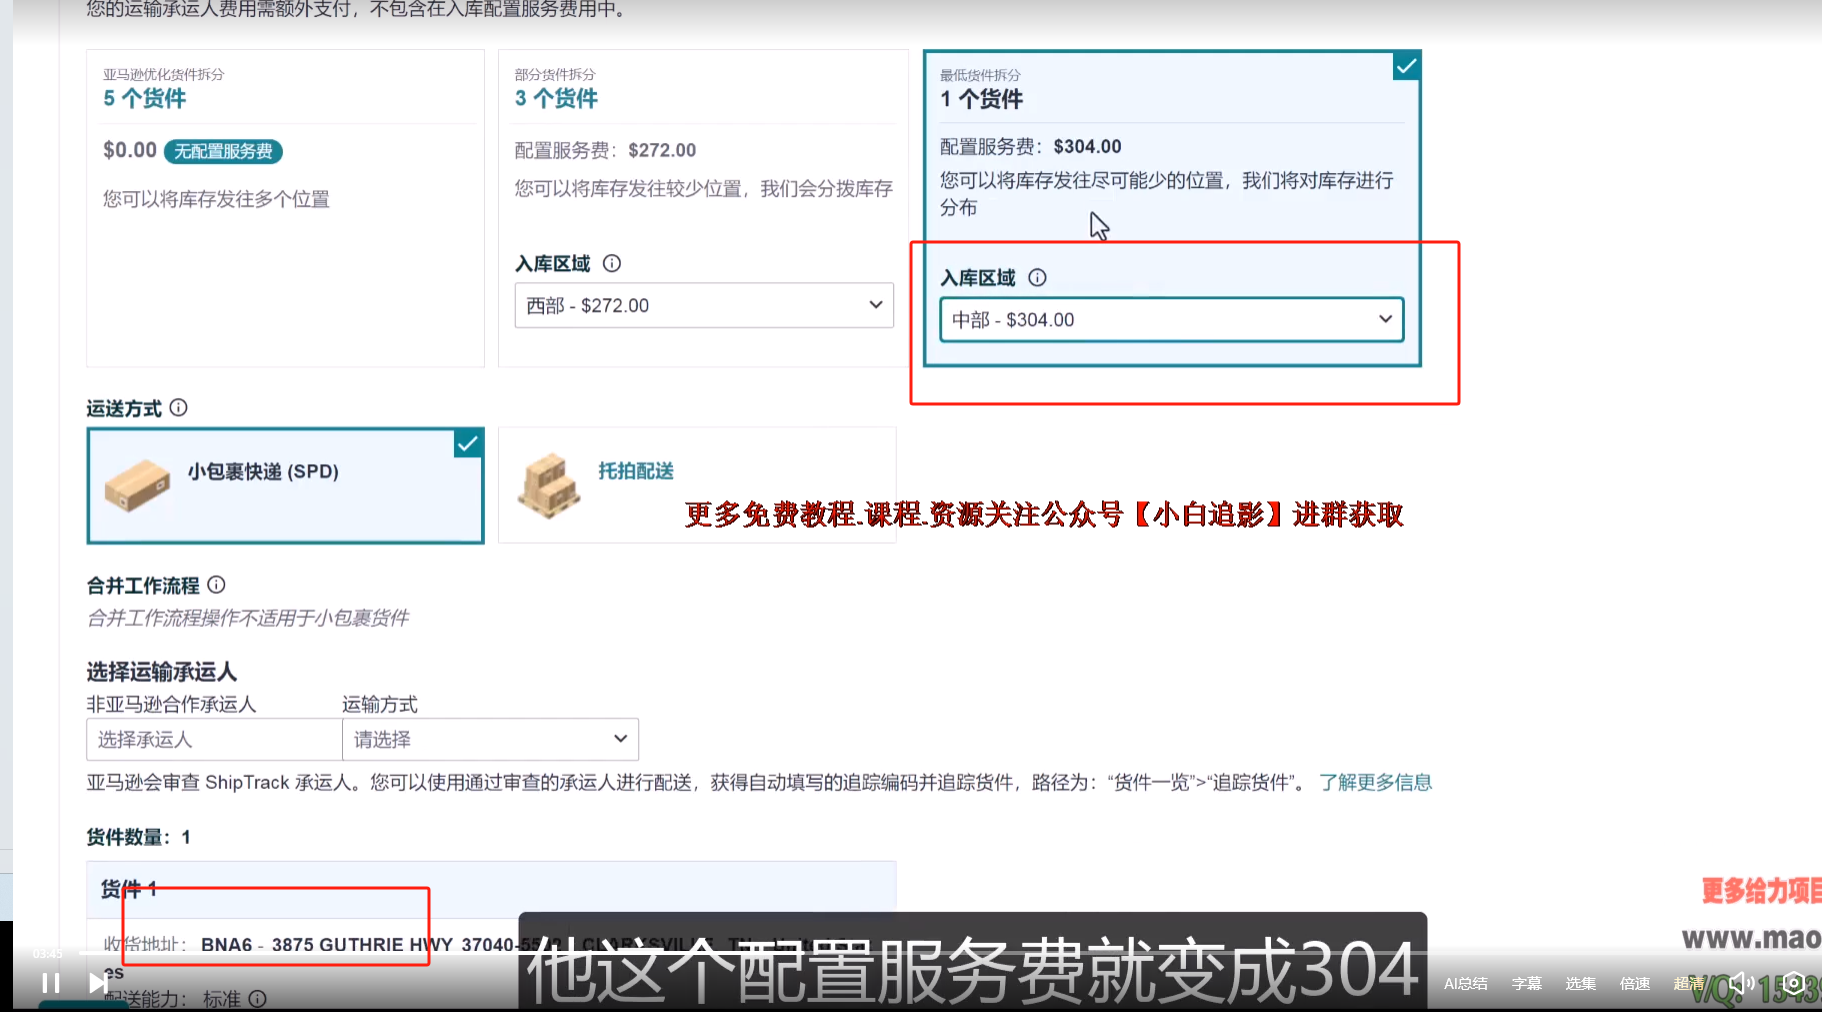 您的运输承运人费用需额外支付，不包含在入库配置服务费用中。
亚马逊优化货件拆分
5 个货件
$0.00 无配置服务费
您可以将库存发往多个位置
部分货件拆分
3 个货件
配置服务费：$272.00
您可以将库存发往较少位置，我们会分拨库存
入库区域
西部 - $272.00
最低货件拆分
1 个货件
配置服务费：$304.00
您可以将库存发往尽可能少的位置，我们将对库存进行
分布
入库区域
中部 - $304.00
运送方式
小包裹快递 (SPD)
托拍配送
更多免费教程.课程.资源关注公众号【小白追影】进群获取
合并工作流程
合并工作流程操作不适用于小包裹货件
选择运输承运人
非亚马逊合作承运人 运输方式
选择承运人 请选择
亚马逊会审查 ShipTrack 承运人。您可以使用通过审查的承运人进行配送，获得自动填写的追踪编码并追踪货件，路径为：“货件一览”>“追踪货件”。 了解更多信息
货件数量：1
货件 1
收货地址： BNA6 - 3875 GUTHRIE HWY 37040-55
es
配送能力： 标准
他这个配置服务费就变成304
03:45
AI总结 字幕 选集 倍速 超清
更多给力项目
www.mao
V/Q: 1543